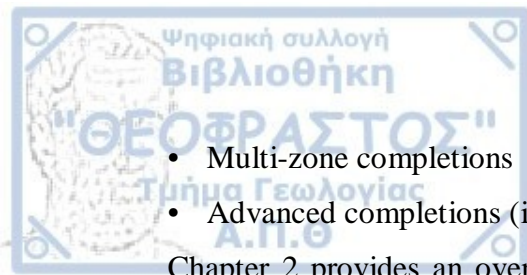 Ψηφιακή συλλογή
Βιβλιοθήκη
"ΘΕΟΦΡΑΣΤΟΣ"
• Multi-zone completions
Τμήμα Γεωλογίας
• Advanced completions (i
Α.Π.Θ
Chapter 2 provides an over